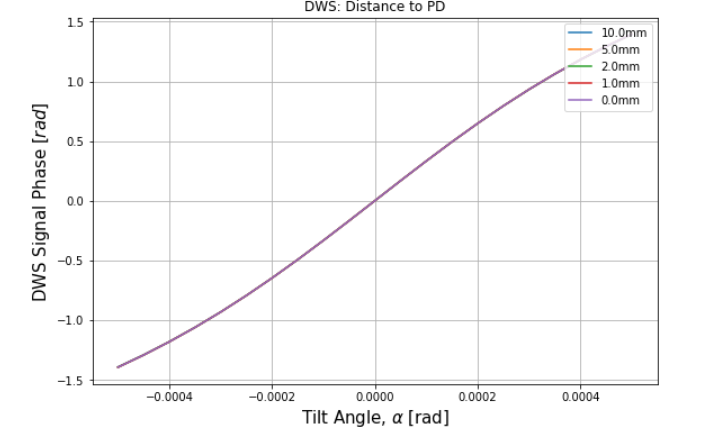 DWS: Distance to PD
1.5
1.0
0.5
0.0
−0.5
−1.0
−1.5
DWS Signal Phase [rad]
10.0mm
5.0mm
2.0mm
1.0mm
0.0mm
−0.0004 −0.0002 0.0000 0.0002 0.0004
Tilt Angle, α [rad]